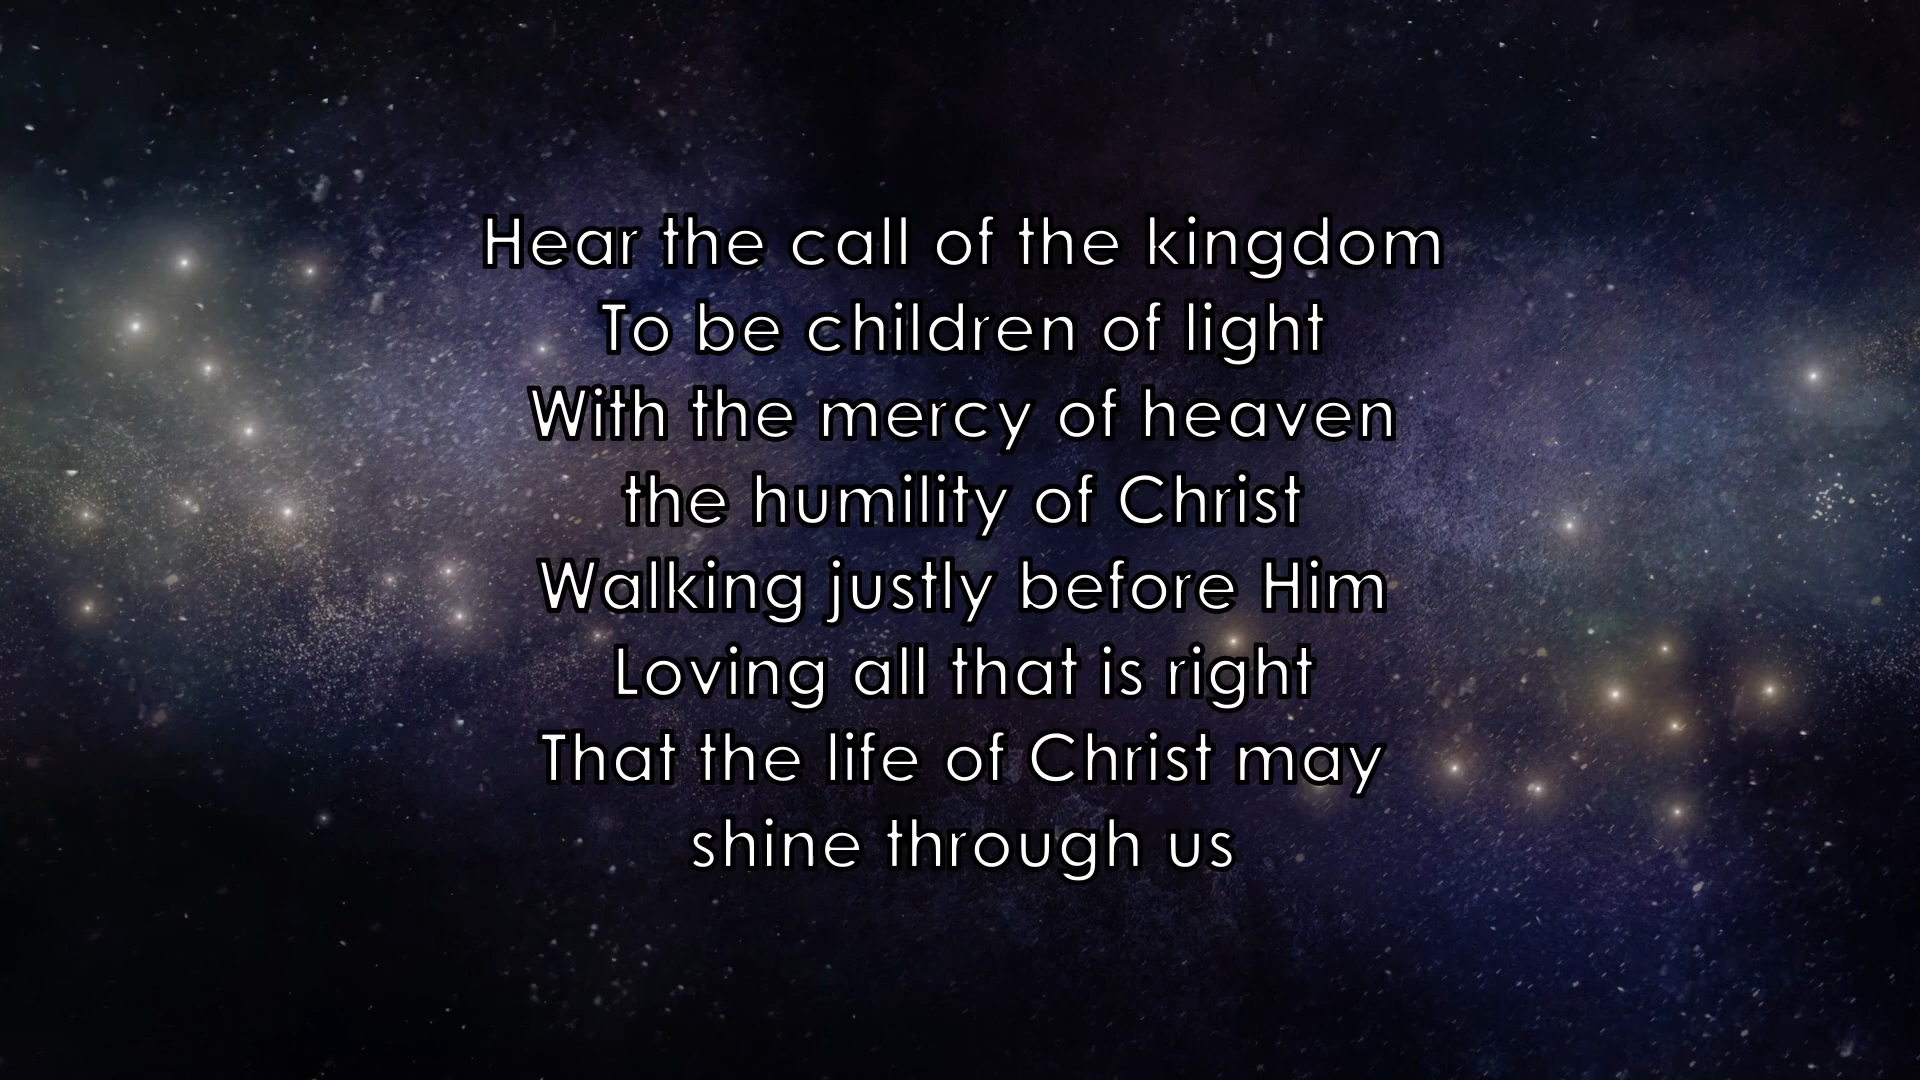 Hear the call of the kingdom
To be children of light
With the mercy of heaven
the humility of Christ
Walking justly before Him
Loving all that is right
That the life of Christ may
shine through us